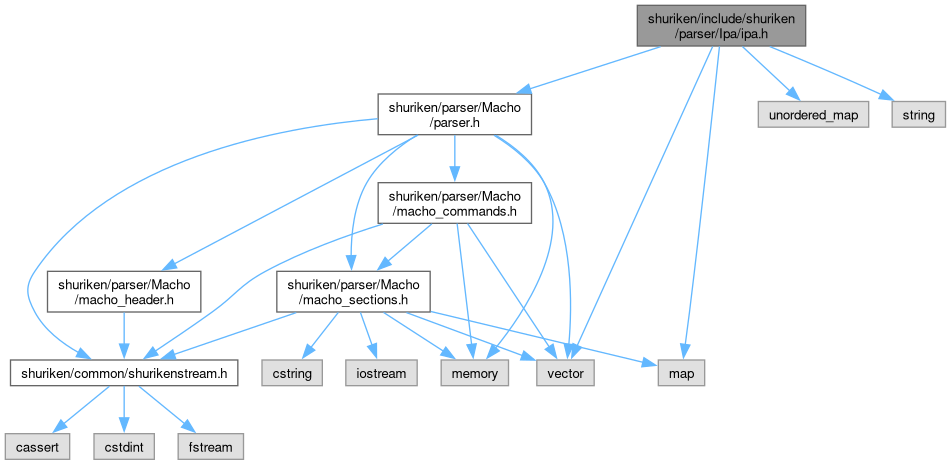 shuriken/include/shuriken
/parser/Ipa/ipa.h
shuriken/parser/Macho
/parser.h
unordered_map
string
shuriken/parser/Macho
/macho_commands.h
shuriken/parser/Macho
/macho_header.h
shuriken/parser/Macho
/macho_sections.h
shuriken/common/shurikenstream.h
cstring
iostream
memory
vector
map
cassert
cstdint
fstream